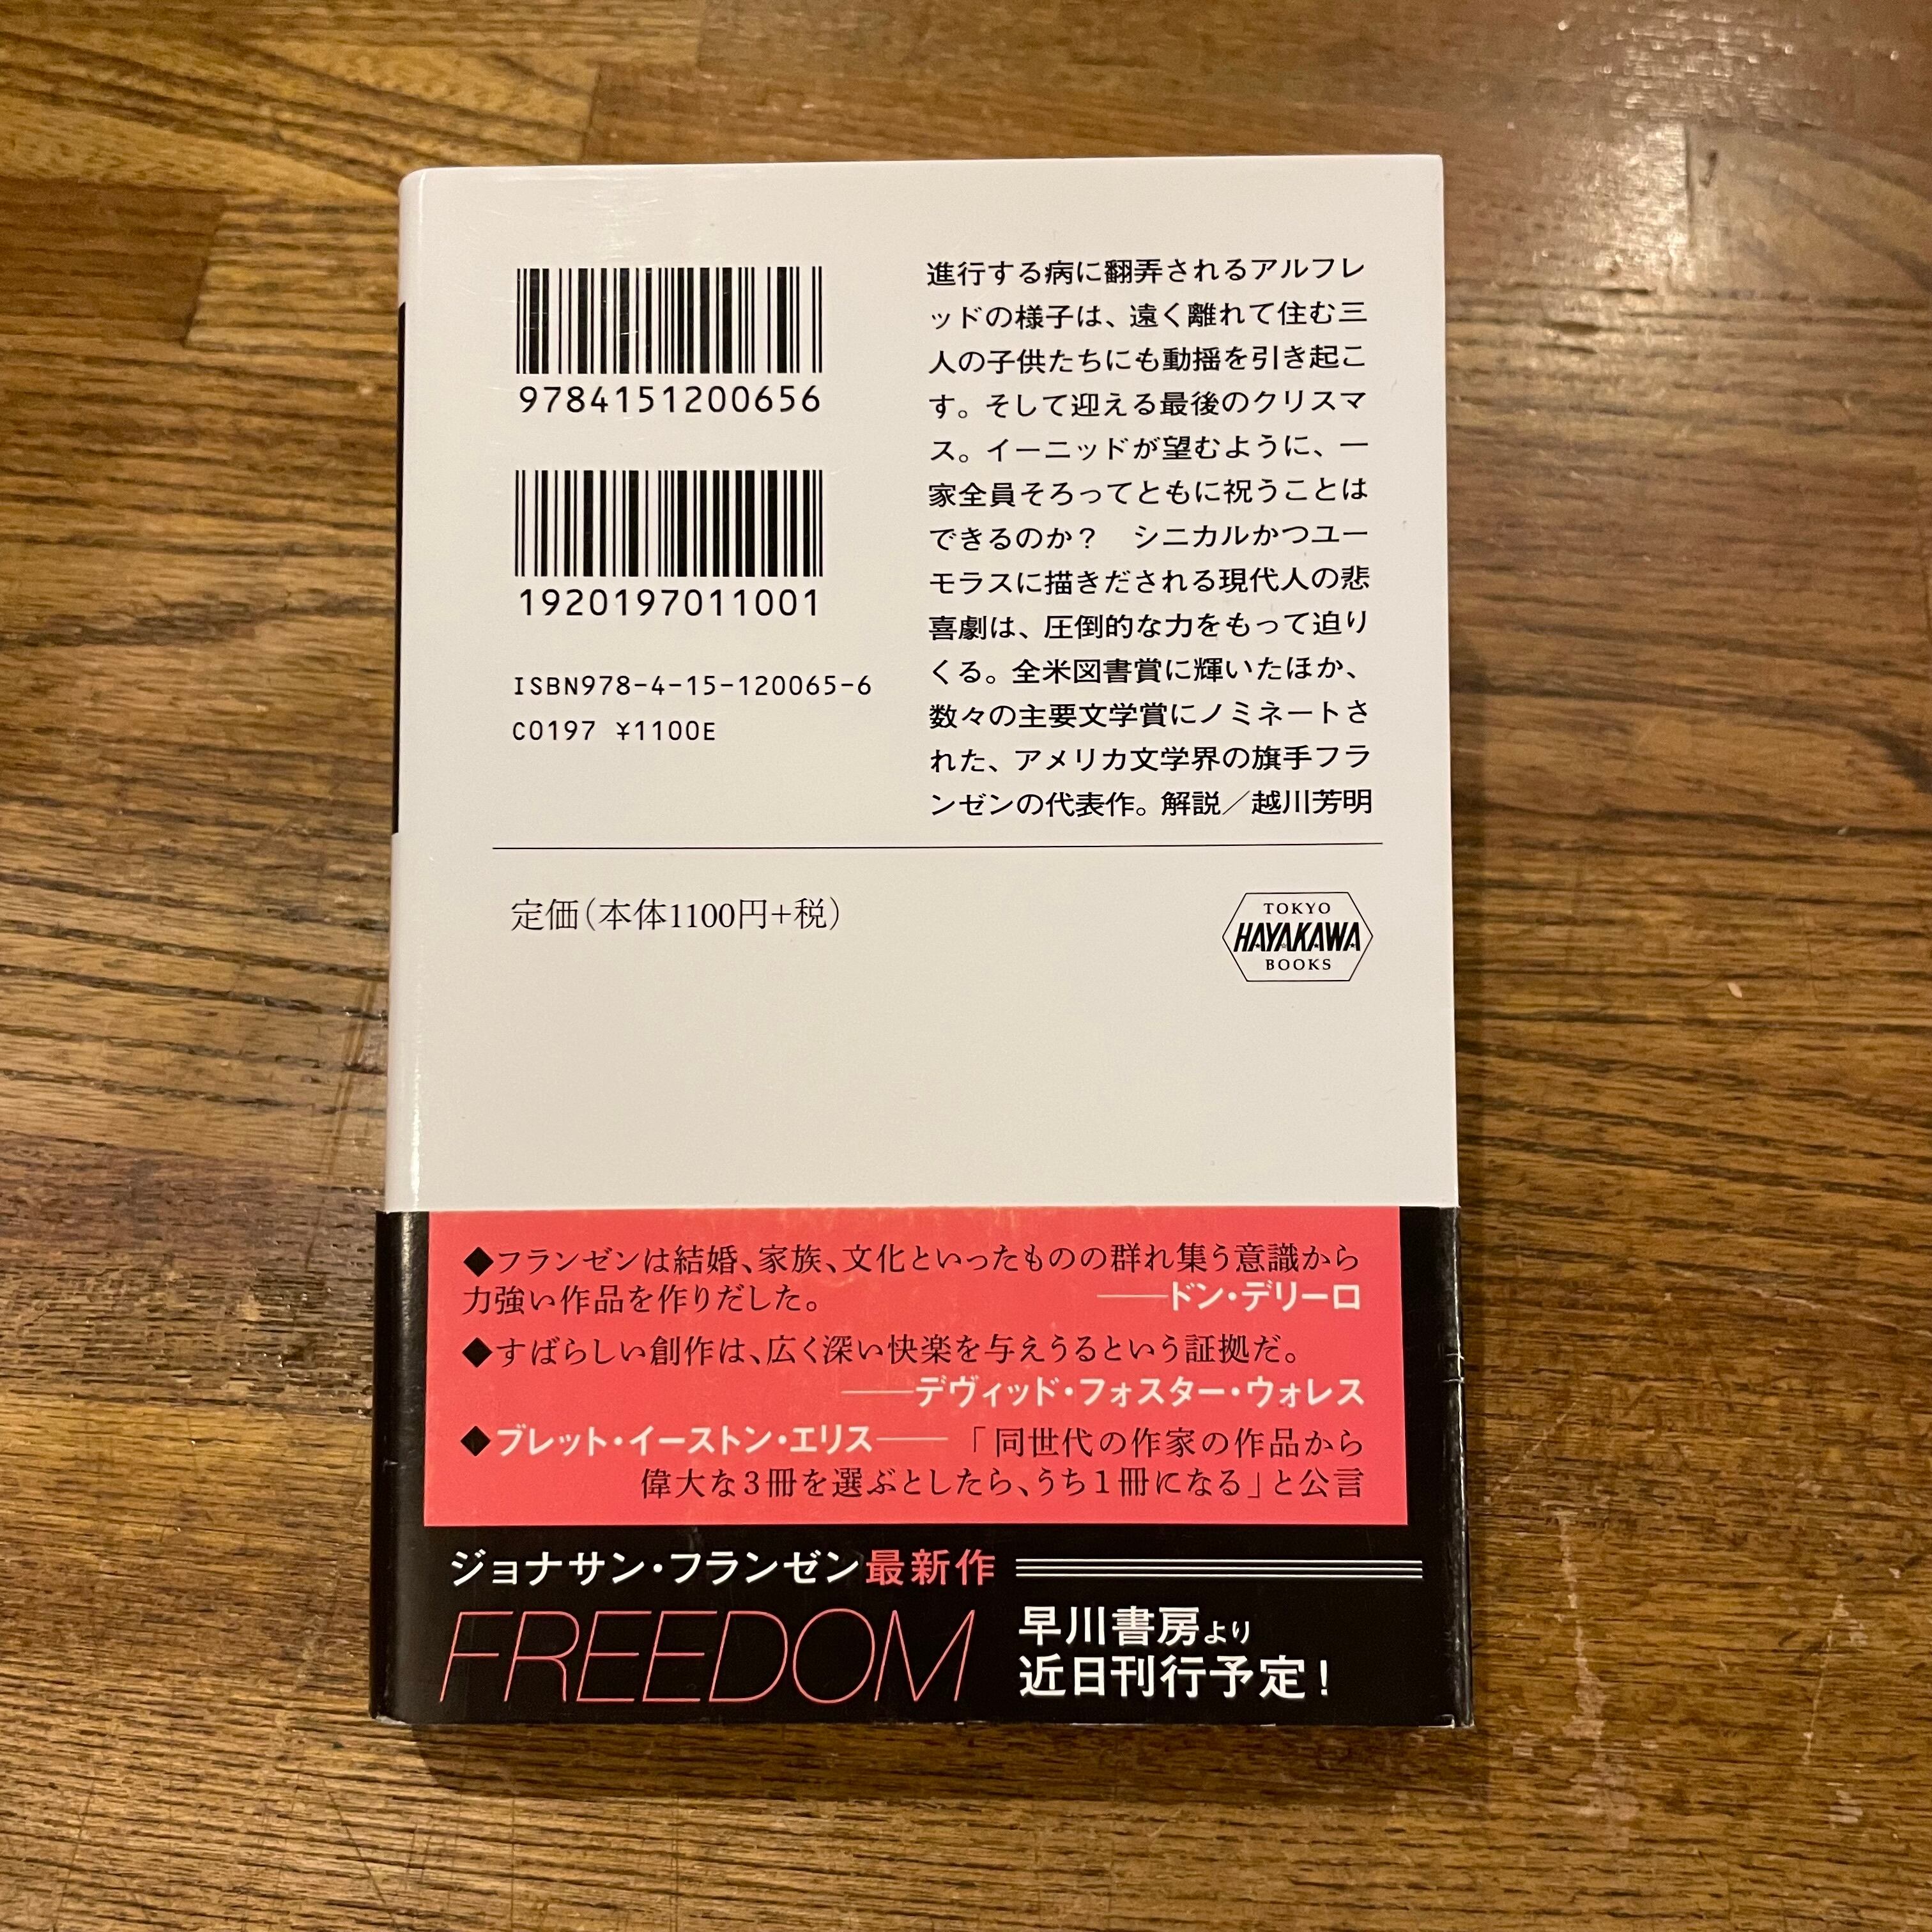 9784151200656
1920197011001
ISBN978-4-15-120065-6
C0197 ¥1100E
進行する病に翻弄されるアルフレ
ッドの様子は、遠く離れて住む三
人の子供たちにも動揺を引き起こ
す。そして迎える最後のクリスマ
ス。イーニッドが望むように、一
家全員そろってともに祝うことは
できるのか？　シニカルかつユー
モラスに描きだされる現代人の悲
喜劇は、圧倒的な力をもって迫り
くる。全米図書賞に輝いたほか、
数々の主要文学賞にノミネートさ
れた、アメリカ文学界の旗手フラ
ンゼンの代表作。解説／越川芳明
定価（本体1100円+税）
TOKYO
HAYAKAWA
BOOKS
◆フランゼンは結婚、家族、文化といったものの群れ集う意識から
力強い作品を作りだした。 ——ドン・デリーロ
◆すばらしい創作は、広く深い快楽を与えうるという証拠だ。
——デヴィッド・フォスター・ウォレス
◆ブレット・イーストン・エリス——「同世代の作家の作品から
偉大な3冊を選ぶとしたら、うち1冊になる」と公言
ジョナサン・フランゼン最新作
FREEDOM
早川書房より
近日刊行予定！